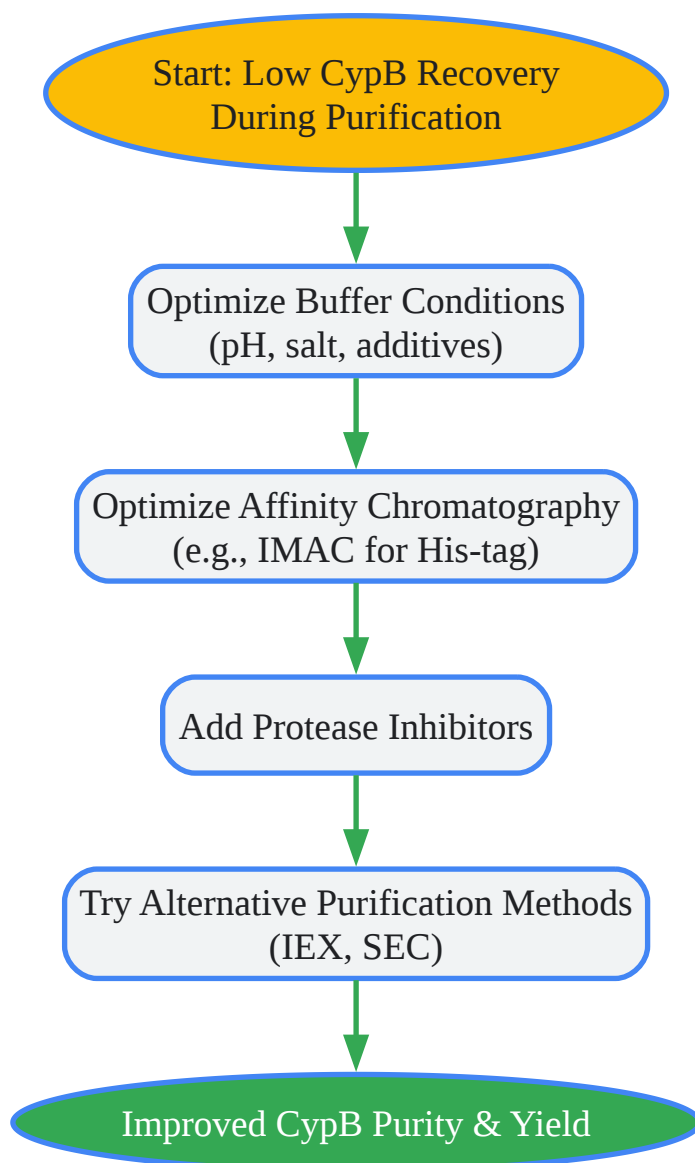 Start: Low CypB Recovery
During Purification
Optimize Buffer Conditions
(pH, salt, additives)
Optimize Affinity Chromatography
(e.g., IMAC for His-tag)
Add Protease Inhibitors
Try Alternative Purification Methods
(IEX, SEC)
Improved CypB Purity & Yield